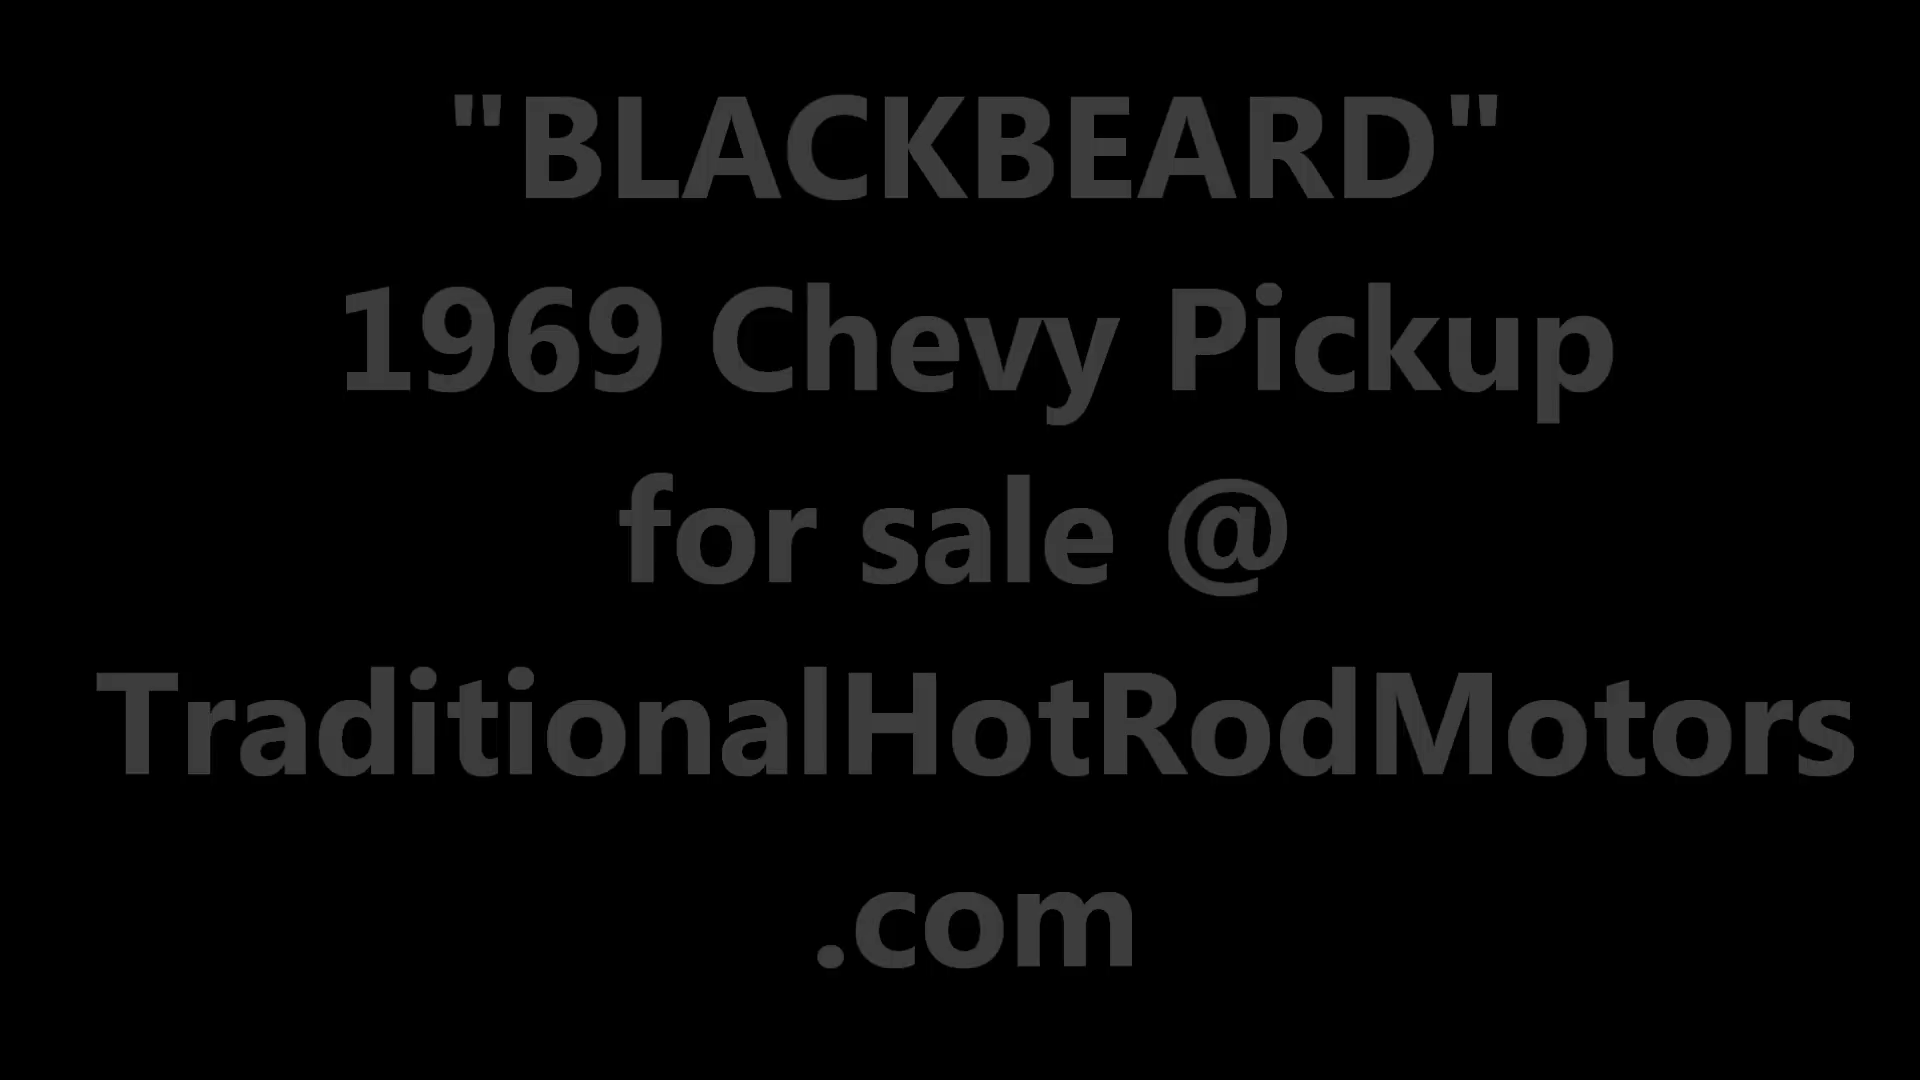 "BLACKBEARD"
1969 Chevy Pickup
for sale @
TraditionalHotRodMotors
.com